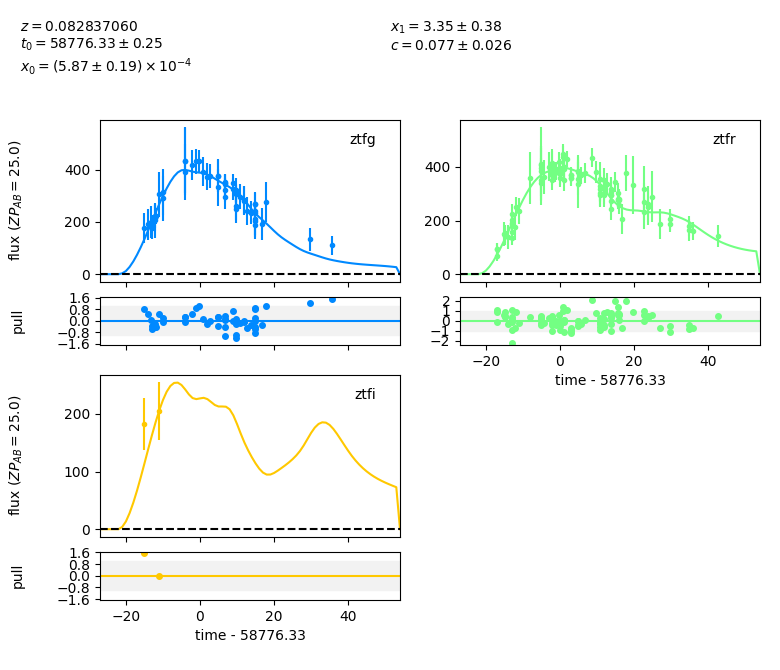 z = 0.082837060
t₀ = 58776.33 ± 0.25
x₀ = (5.87 ± 0.19) × 10⁻⁴
x₁ = 3.35 ± 0.38
c = 0.077 ± 0.026
flux (ZP_AB = 25.0)
ztfg
400
200
0
pull
1.6
0.8
0.0
−0.8
−1.6
ztfr
400
200
0
2
1
0
−1
−2
−20 0 20 40
time - 58776.33
flux (ZP_AB = 25.0)
ztfi
200
100
0
pull
1.6
0.8
0.0
−0.8
−1.6
−20 0 20 40
time - 58776.33